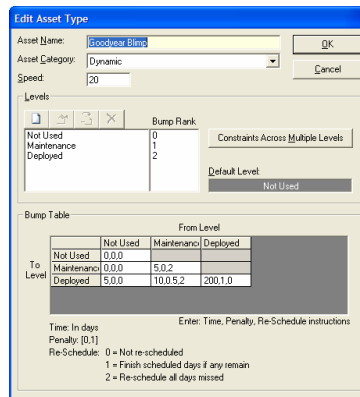 Edit Asset Type
Asset Name: Goodyear Blimp
OK
Asset Category: Dynamic
Cancel
Speed: 20
Levels
Bump Rank
Not Used 0
Maintenance 1
Deployed 2
Constraints Across Multiple Levels
Default Level:
Not Used
Bump Table
From Level
Not Used Maintenanc Deployed
To Level
Not Used 0,0,0
Maintenanc 0,0,0 5,0,2
Deployed 5,0,0 10,0.5,2 200,1,0
Enter: Time, Penalty, Re-Schedule instructions
Time: In days
Penalty: [0,1]
Re-Schedule: 0 = Not re-scheduled
1 = Finish scheduled days if any remain
2 = Re-schedule all days missed